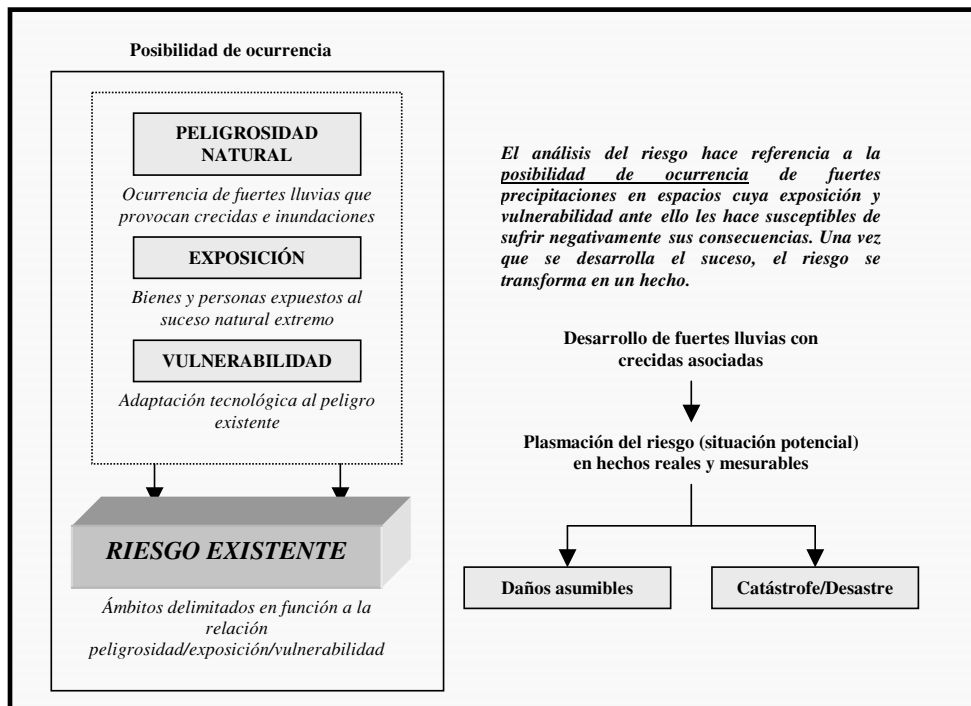 Posibilidad de ocurrencia
PELIGROSIDAD
NATURAL
Ocurrencia de fuertes lluvias que
provocan crecidas e inundaciones
EXPOSICIÓN
Bienes y personas expuestos al
suceso natural extremo
VULNERABILIDAD
Adaptación tecnológica al peligro
existente
RIESGO EXISTENTE
Ámbitos delimitados en función a la
relación
peligrosidad/exposición/vulnerabilidad
El análisis del riesgo hace referencia a la
posibilidad de ocurrencia de fuertes
precipitaciones en espacios cuya exposición y
vulnerabilidad ante ello les hace susceptibles de
sufrir negativamente sus consecuencias. Una vez
que se desarrolla el suceso, el riesgo se
transforma en un hecho.
Desarrollo de fuertes lluvias con
crecidas asociadas
Plasmación del riesgo (situación potencial)
en hechos reales y mesurables
Daños asumibles
Catástrofe/Desastre